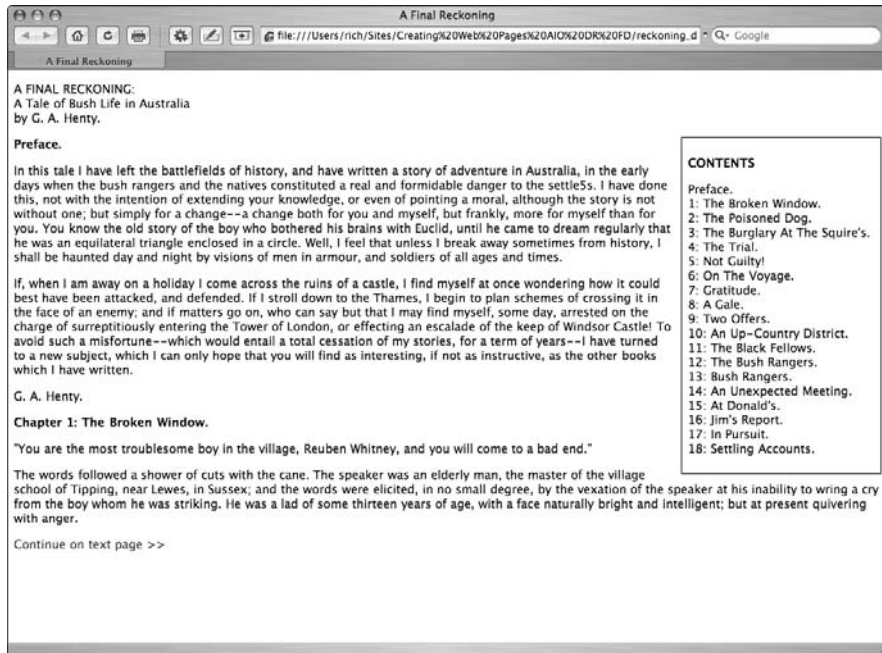 A Final Reckoning
file:///Users/rich/Sites/Creating%20Web%20Pages%20AIO%20DR%20FD/reckoning_d
Google
A Final Reckoning
A FINAL RECKONING:
A Tale of Bush Life in Australia
by G. A. Henty.
Preface.
In this tale I have left the battlefields of history, and have written a story of adventure in Australia, in the early
days when the bush rangers and the natives constituted a real and formidable danger to the settle5s. I have done
this, not with the intention of extending your knowledge, or even of pointing a moral, although the story is not
without one; but simply for a change--a change both for you and myself, but frankly, more for myself than for
you. You know the old story of the boy who bothered his brains with Euclid, until he came to dream regularly that
he was an equilateral triangle enclosed in a circle. Well, I feel that unless I break away sometimes from history, I
shall be haunted day and night by visions of men in armour, and soldiers of all ages and times.
If, when I am away on a holiday I come across the ruins of a castle, I find myself at once wondering how it could
best have been attacked, and defended. If I stroll down to the Thames, I begin to plan schemes of crossing it in
the face of an enemy; and if matters go on, who can say but that I may find myself, some day, arrested on the
charge of surreptitiously entering the Tower of London, or effecting an escalade of the keep of Windsor Castle! To
avoid such a misfortune--which would entail a total cessation of my stories, for a term of years--I have turned
to a new subject, which I can only hope that you will find as interesting, if not as instructive, as the other books
which I have written.
G. A. Henty.
Chapter 1: The Broken Window.
"You are the most troublesome boy in the village, Reuben Whitney, and you will come to a bad end."
The words followed a shower of cuts with the cane. The speaker was an elderly man, the master of the village
school of Tipping, near Lewes, in Sussex; and the words were elicited, in no small degree, by the vexation of the speaker at his inability to wring a cry
from the boy whom he was striking. He was a lad of some thirteen years of age, with a face naturally bright and intelligent; but at present quivering
with anger.
Continue on text page >>
CONTENTS
Preface.
1: The Broken Window.
2: The Poisoned Dog.
3: The Burglary At The Squire's.
4: The Trial.
5: Not Guilty!
6: On The Voyage.
7: Gratitude.
8: A Gale.
9: Two Offers.
10: An Up-Country District.
11: The Black Fellows.
12: The Bush Rangers.
13: Bush Rangers.
14: An Unexpected Meeting.
15: At Donald's.
16: Jim's Report.
17: In Pursuit.
18: Settling Accounts.